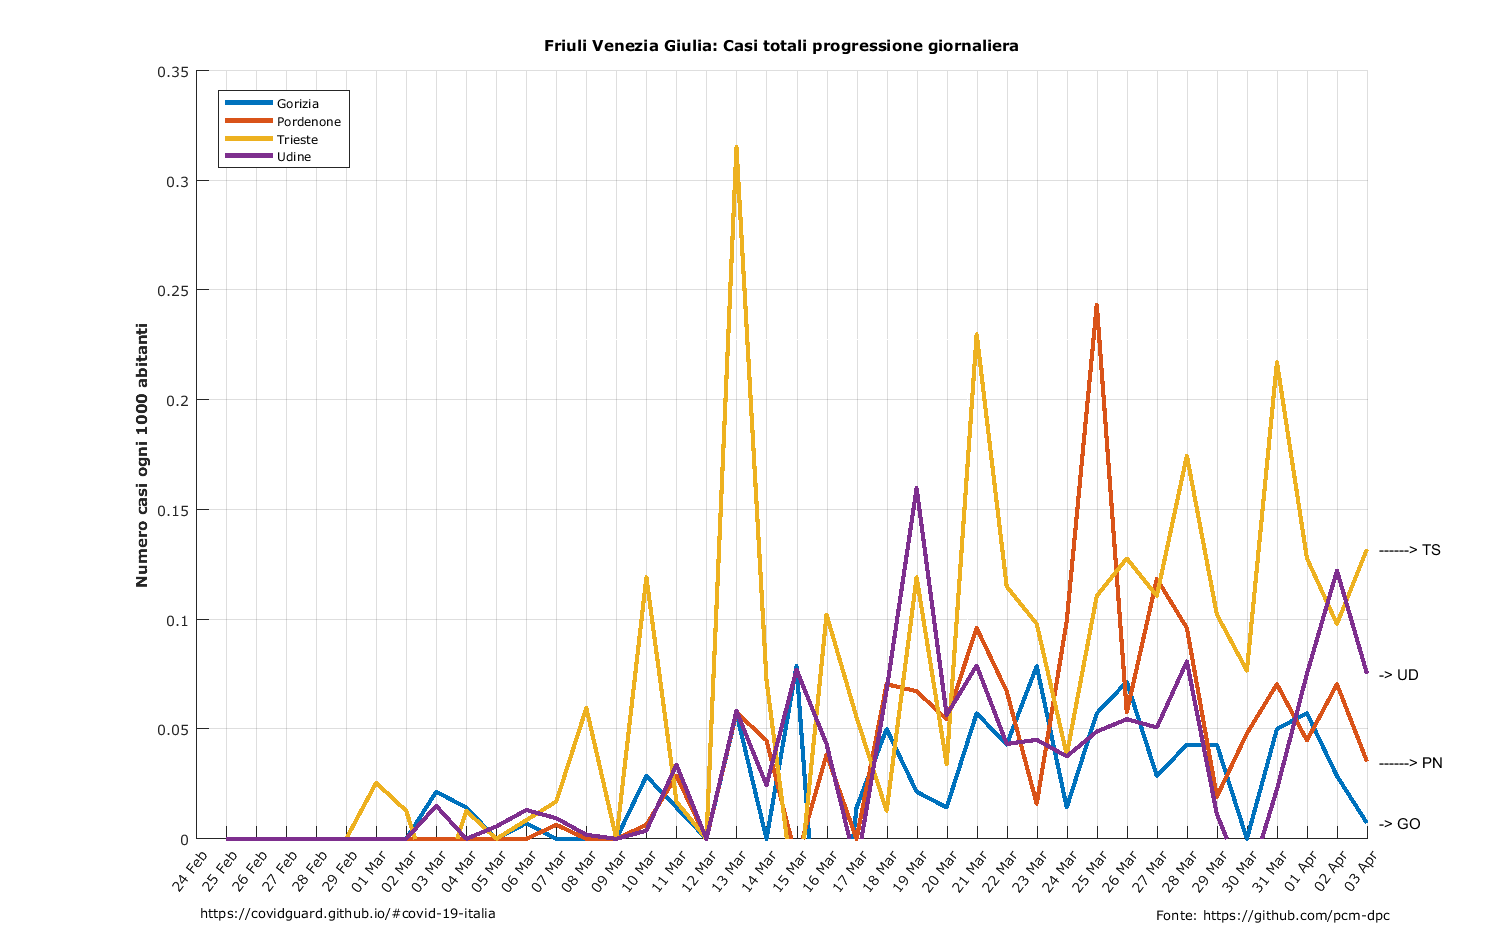 Friuli Venezia Giulia: Casi totali progressione giornaliera
Numero casi ogni 1000 abitanti
0.35
0.3
0.25
0.2
0.15
0.1
0.05
0
Gorizia
Pordenone
Trieste
Udine
------> TS
-> UD
------> PN
-> GO
24 Feb
25 Feb
26 Feb
27 Feb
28 Feb
29 Feb
01 Mar
02 Mar
03 Mar
04 Mar
05 Mar
06 Mar
07 Mar
08 Mar
09 Mar
10 Mar
11 Mar
12 Mar
13 Mar
14 Mar
15 Mar
16 Mar
17 Mar
18 Mar
19 Mar
20 Mar
21 Mar
22 Mar
23 Mar
24 Mar
25 Mar
26 Mar
27 Mar
28 Mar
29 Mar
30 Mar
31 Mar
01 Apr
02 Apr
03 Apr
https://covidguard.github.io/#covid-19-italia
Fonte: https://github.com/pcm-dpc